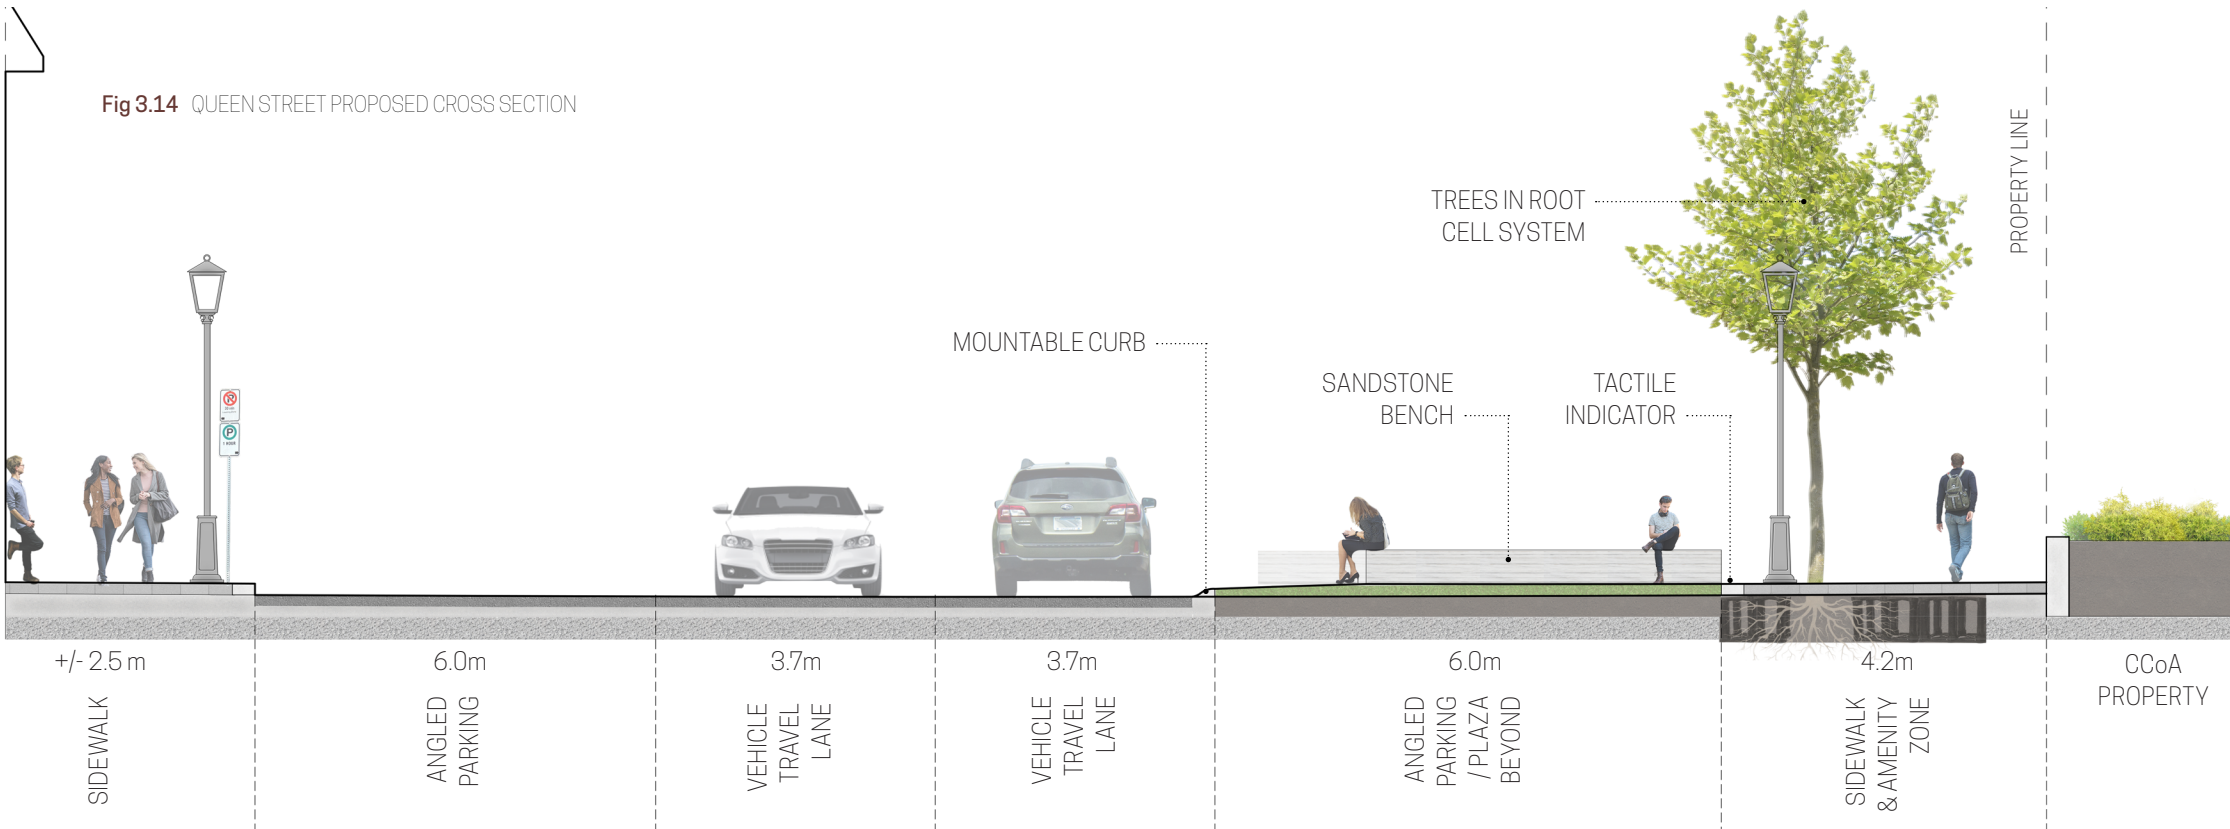 Fig 3.14 QUEEN STREET PROPOSED CROSS SECTION
PROPERTY LINE
TREES IN ROOT
CELL SYSTEM
MOUNTABLE CURB
SANDSTONE
BENCH
TACTILE
INDICATOR
P
+/- 2.5 m
6.0m
3.7m
3.7m
6.0m
4.2m
CCoA
PROPERTY
SIDEWALK
ANGLED
PARKING
VEHICLE
TRAVEL
LANE
VEHICLE
TRAVEL
LANE
ANGLED
PARKING
/ PLAZA
BEYOND
SIDEWALK
& AMENITY
ZONE